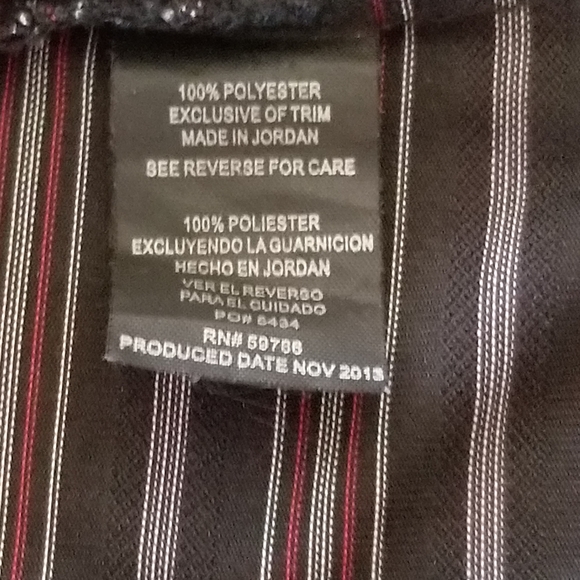 100% POLYESTER
EXCLUSIVE OF TRIM
MADE IN JORDAN
SEE REVERSE FOR CARE
100% POLIESTER
EXCLUYENDO LA GUARNICION
HECHO EN JORDAN
VER EL REVERSO
PARA EL CUIDADO
PO# 6434
RN# 59766
PRODUCED DATE NOV 2013